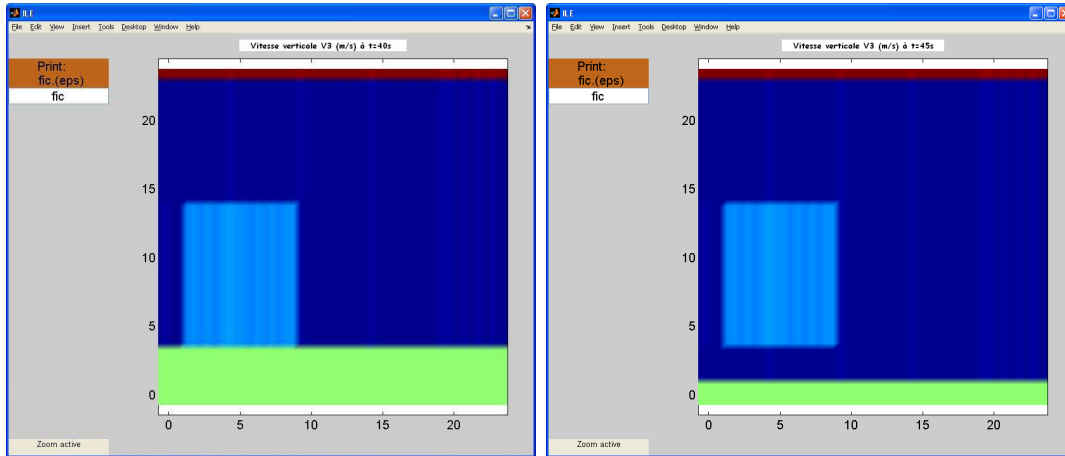 ILE
File Edit View Insert Tools Desktop Window Help
Vitesse verticale V3 (m/s) à t=40s
Print:
fic.(eps)
fic
20
15
10
5
0
0 5 10 15 20
Zoom active
ILE
File Edit View Insert Tools Desktop Window Help
Vitesse verticale V3 (m/s) à t=45s
Print:
fic.(eps)
fic
20
15
10
5
0
0 5 10 15 20
Zoom active